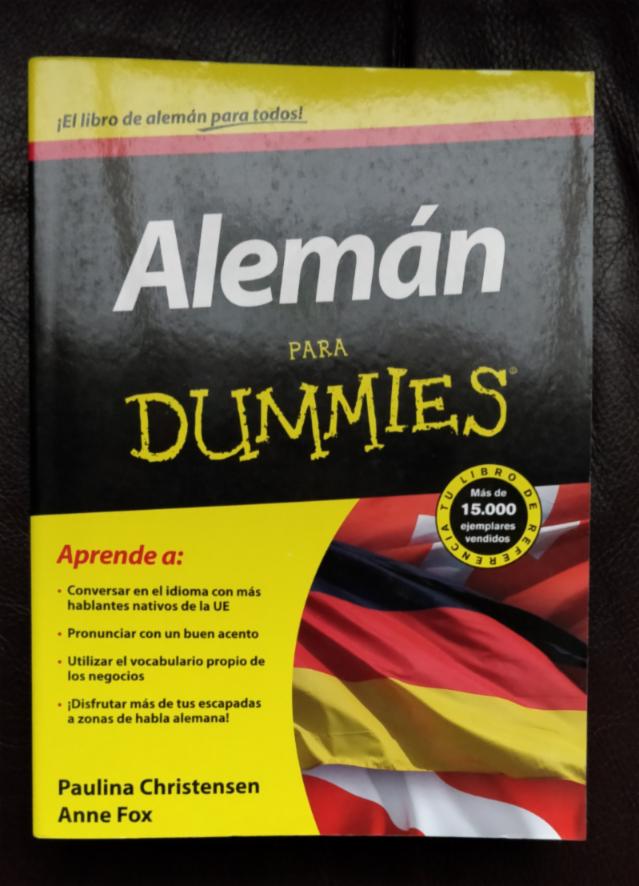 ¡El libro de alemán para todos!
Alemán
PARA
DUMMIES®
TU LIBRO DE REFERENCIA
Más de
15.000
ejemplares
vendidos
Aprende a:
• Conversar en el idioma con más
hablantes nativos de la UE
• Pronunciar con un buen acento
• Utilizar el vocabulario propio de
los negocios
• ¡Disfrutar más de tus escapadas
a zonas de habla alemana!
Paulina Christensen
Anne Fox